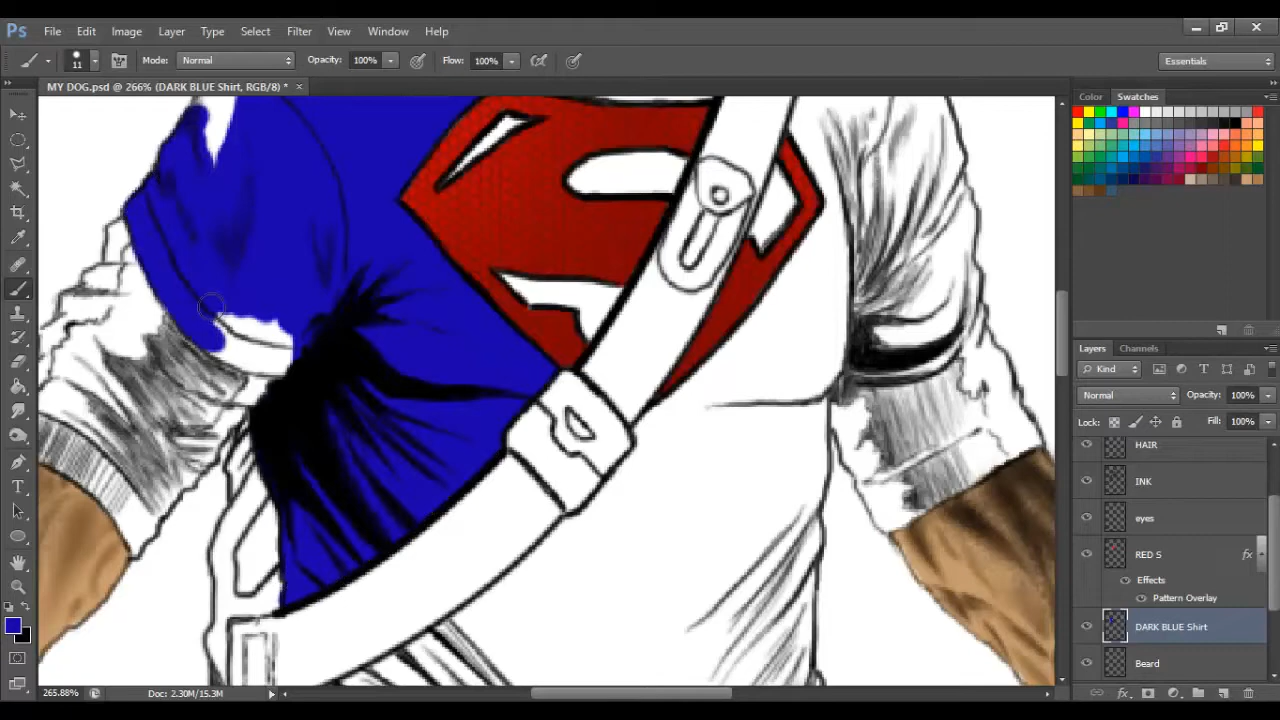 Ps File Edit Image Layer Type Select Filter View Window Help
11 Mode: Normal Opacity: 100% Flow: 100% Essentials
MY DOG.psd @ 266% (DARK BLUE Shirt, RGB/8) * ×
Color Swatches
Layers Channels
Kind
Normal Opacity: 100%
Lock: Fill: 100%
HAIR
INK
eyes
RED S fx
Effects
Pattern Overlay
DARK BLUE Shirt
Beard
265.88% Doc: 2.30M/15.3M